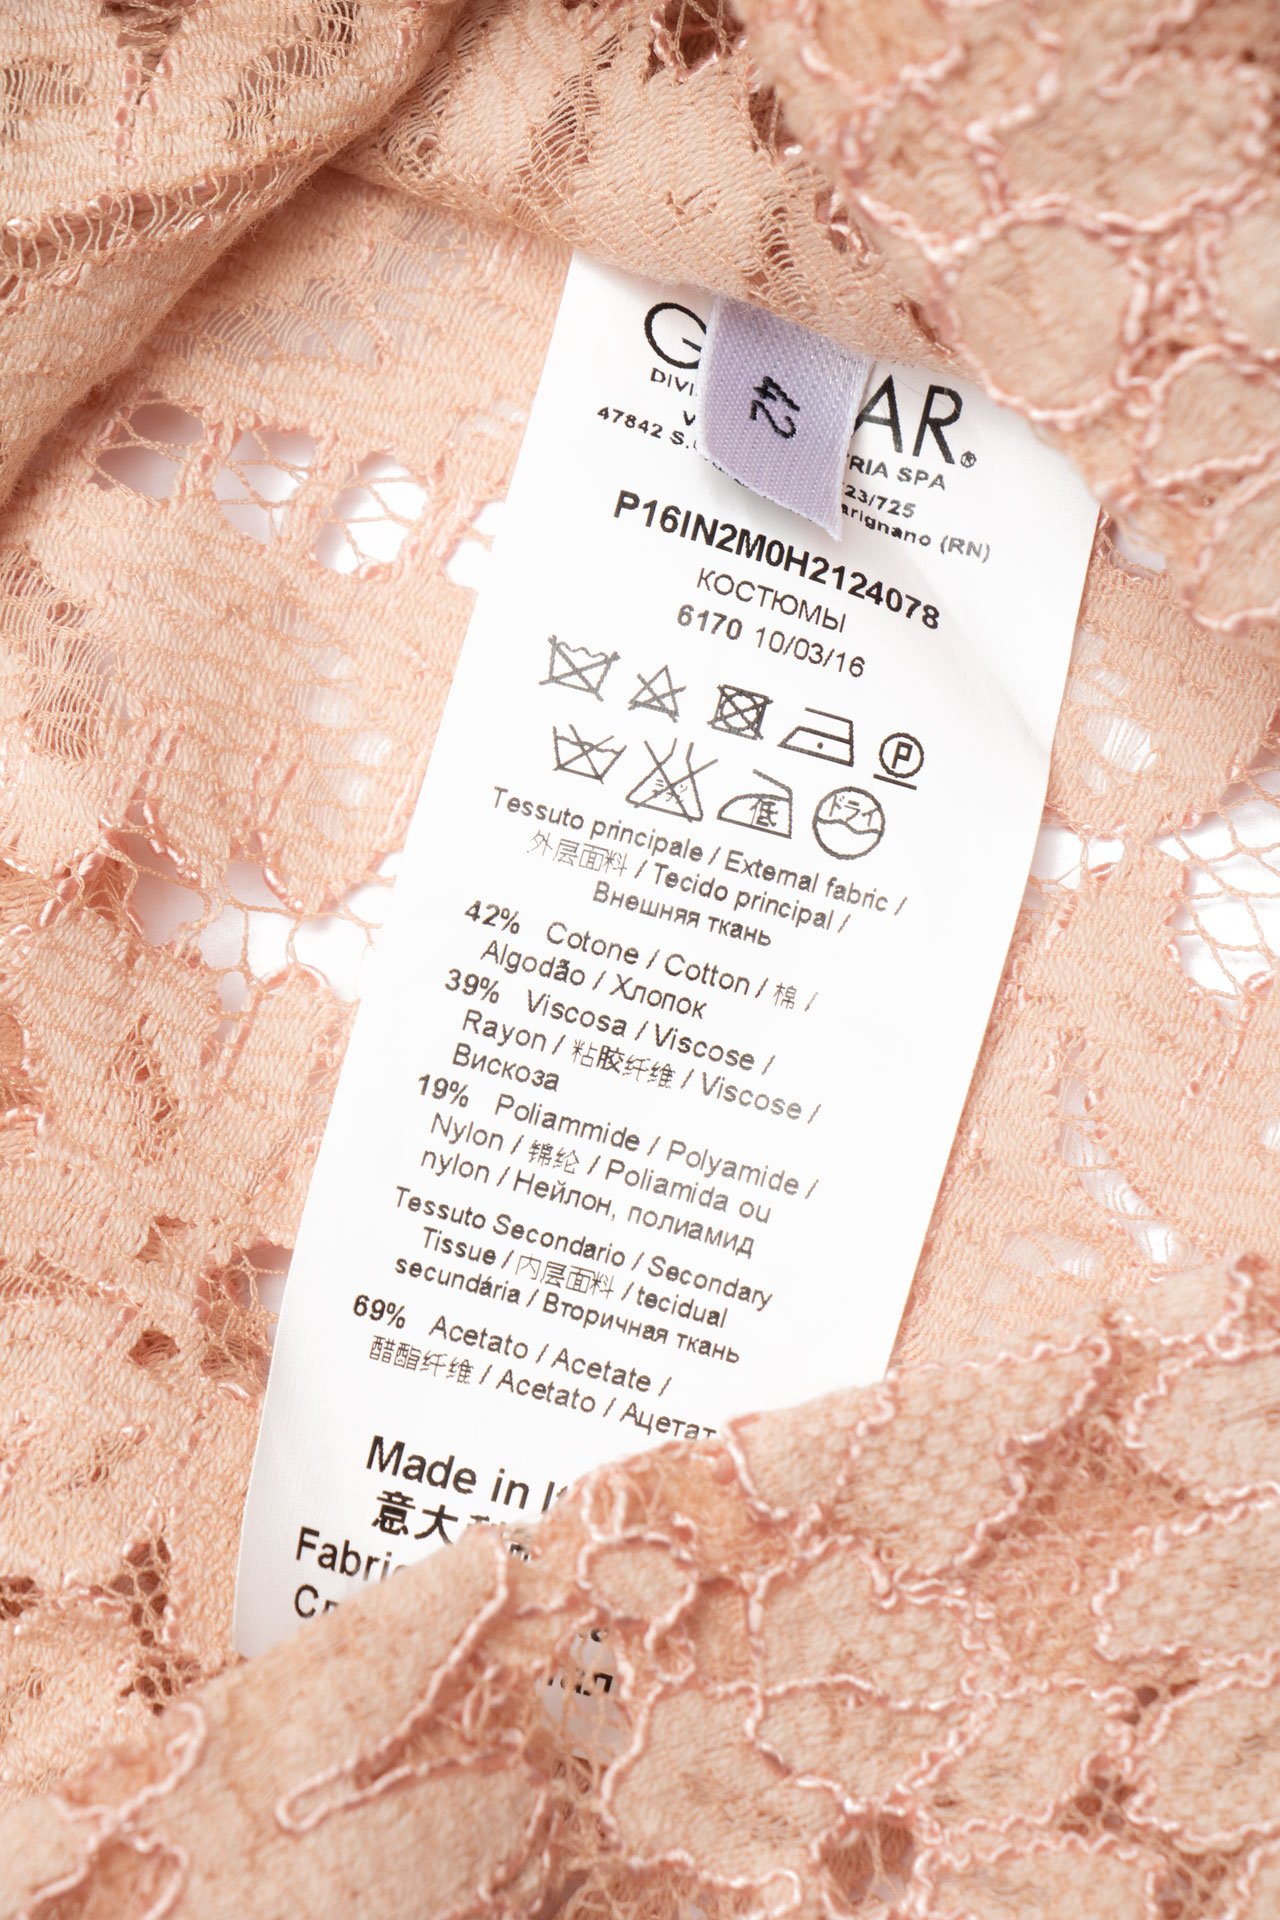 42
AR®
47842
RIA SPA
23/725
(RN)
P16IN2M0H2124078
КОСТЮМЫ
6170 10/03/16
P
低
ドライ
Tessuto principale / External fabric /
外层面料 / Tecido principal /
Внешняя ткань
42% Cotone / Cotton / 棉 /
Algodão / Хлопок
39% Viscosa / Viscose /
Rayon / 粘胶纤维 / Viscose /
Вискоза
19% Poliammide / Polyamide /
Nylon / 锦纶 / Poliamida ou
nylon / Нейлон, полиамид
Tessuto Secondario / Secondary
Tissue / 内层面料 / tecidual
secundária / Вторичная ткань
69% Acetato / Acetate /
醋酯纤维 / Acetato / Ацетат
Made in
意大